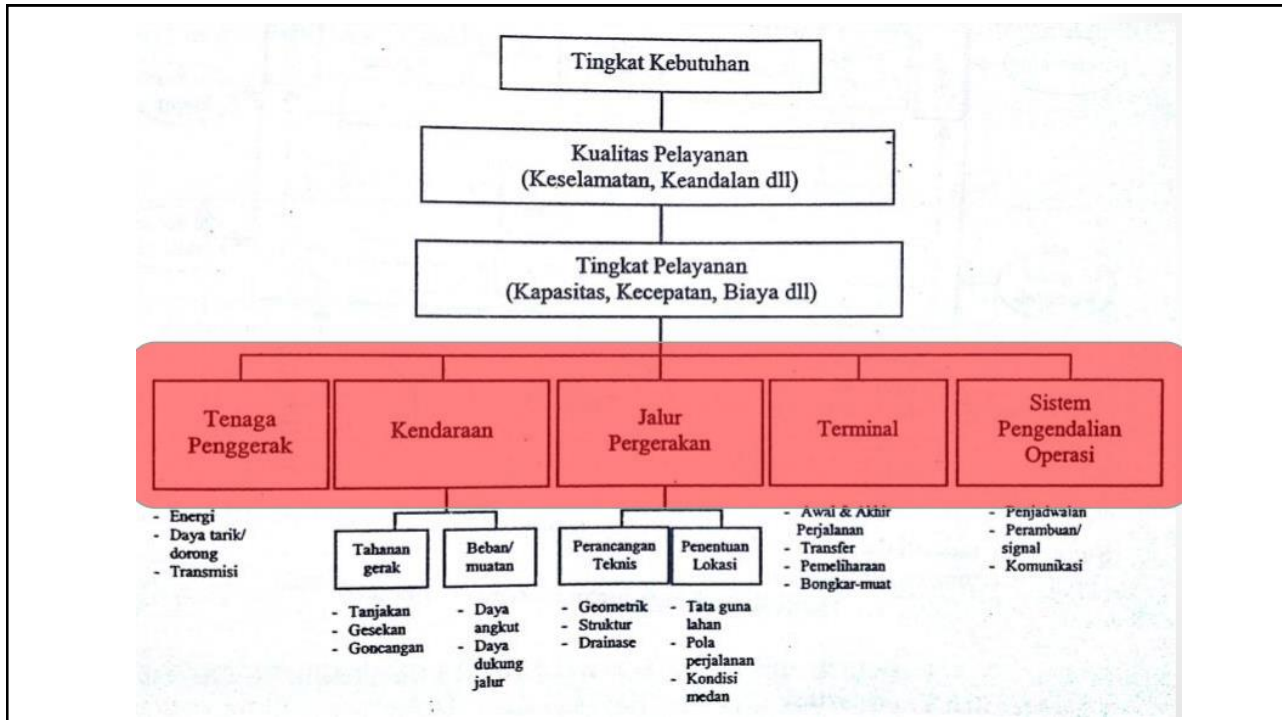 Tingkat Kebutuhan
Kualitas Pelayanan
(Keselamatan, Keandalan dll)
Tingkat Pelayanan
(Kapasitas, Kecepatan, Biaya dll)
Tenaga
Penggerak
Kendaraan
Jalur
Pergerakan
Terminal
Sistem
Pengendalian
Operasi
- Energi
- Daya tarik/
dorong
- Transmisi
Tahanan
gerak
- Tanjakan
- Gesekan
- Goncangan
Beban/
muatan
- Daya
angkut
- Daya
dukung
jalur
Perancangan
Teknis
- Geometrik
- Struktur
- Drainase
Penentuan
Lokasi
- Tata guna
lahan
- Pola
perjalanan
- Kondisi
medan
- Awal & Akhir
Perjalanan
- Transfer
- Pemeliharaan
- Bongkar-muat
- Penjadwalan
- Perambuan/
signal
- Komunikasi